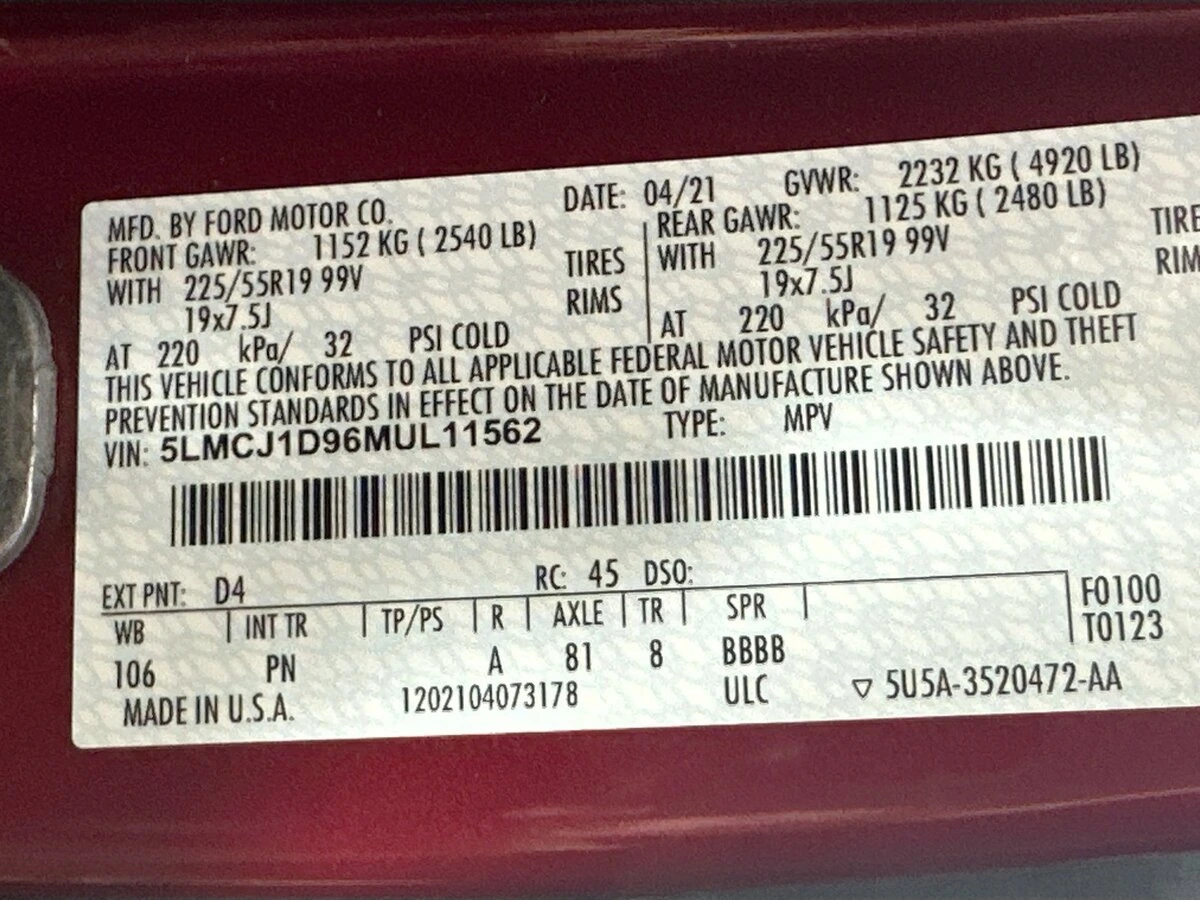 MFD. BY FORD MOTOR CO. DATE: 04/21 GVWR: 2232 KG ( 4920 LB)
FRONT GAWR: 1152 KG ( 2540 LB) REAR GAWR: 1125 KG ( 2480 LB)
WITH 225/55R19 99V TIRES WITH 225/55R19 99V TIRE
19x7.5J RIMS 19x7.5J RIM
AT 220 kPa/ 32 PSI COLD AT 220 kPa/ 32 PSI COLD
THIS VEHICLE CONFORMS TO ALL APPLICABLE FEDERAL MOTOR VEHICLE SAFETY AND THEFT
PREVENTION STANDARDS IN EFFECT ON THE DATE OF MANUFACTURE SHOWN ABOVE.
VIN: 5LMCJ1D96MUL11562 TYPE: MPV
EXT PNT: D4 RC: 45 DSO:
WB INT TR TP/PS R AXLE TR SPR F0100
T0123
106 PN A 81 8 BBBB
MADE IN U.S.A. 1202104073178 ULC ▽ 5U5A-3520472-AA